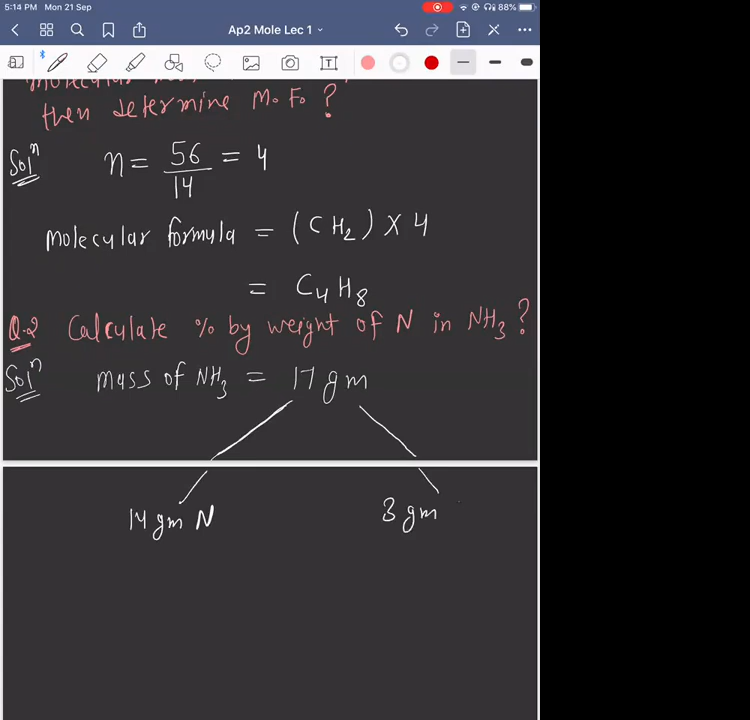 5:14 PM Mon 21 Sep 88%
Ap2 Mole Lec 1
then determine M.F. ?
Solⁿ n = 56/14 = 4
molecular formula = (CH₂) × 4
= C₄H₈
Q.2 Calculate % by weight of N in NH₃ ?
Solⁿ mass of NH₃ = 17 gm
14 gm N 3 gm